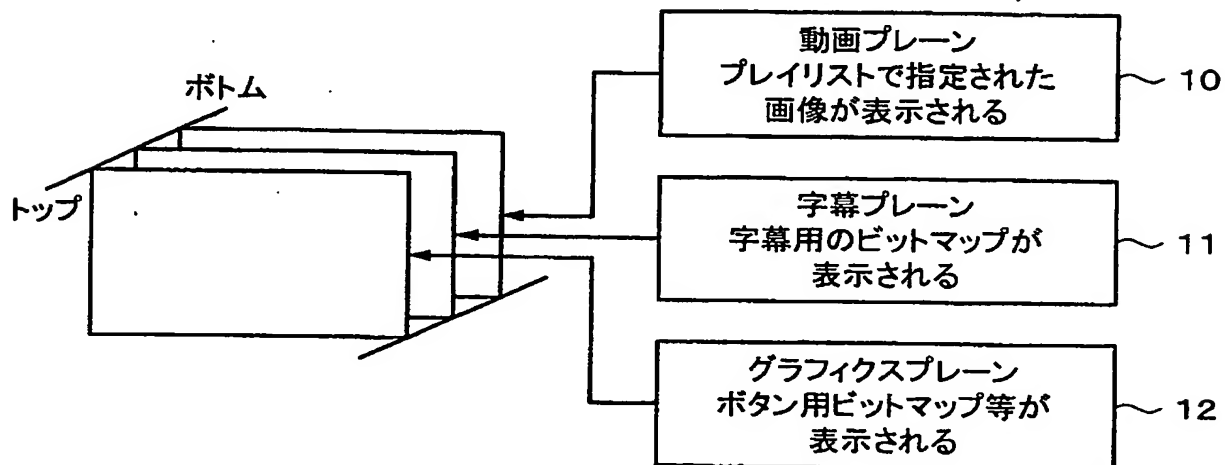 ボトム
トップ
動画プレーン
プレイリストで指定された
画像が表示される
10
字幕プレーン
字幕用のビットマップが
表示される
11
グラフィクスプレーン
ボタン用ビットマップ等が
表示される
12